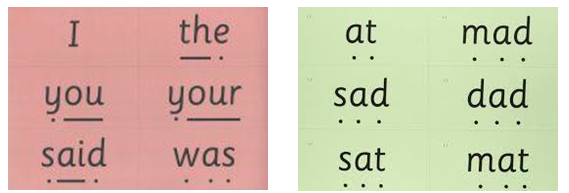 I the
you your
said was
at mad
sad dad
sat mat